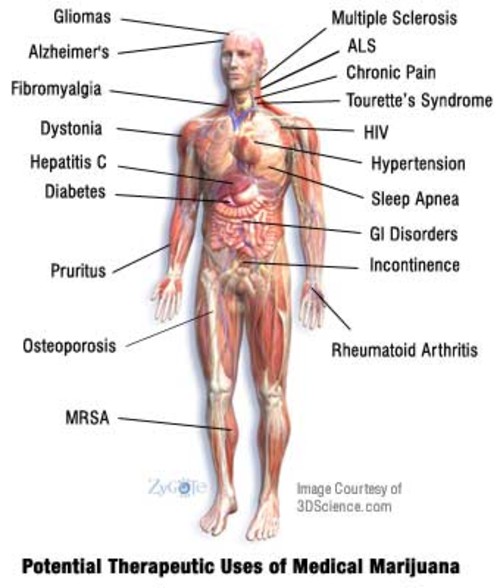 Gliomas
Alzheimer's
Fibromyalgia
Dystonia
Hepatitis C
Diabetes
Pruritus
Osteoporosis
MRSA
Multiple Sclerosis
ALS
Chronic Pain
Tourette's Syndrome
HIV
Hypertension
Sleep Apnea
GI Disorders
Incontinence
Rheumatoid Arthritis
ZyGoTe
Image Courtesy of
3DScience.com
Potential Therapeutic Uses of Medical Marijuana